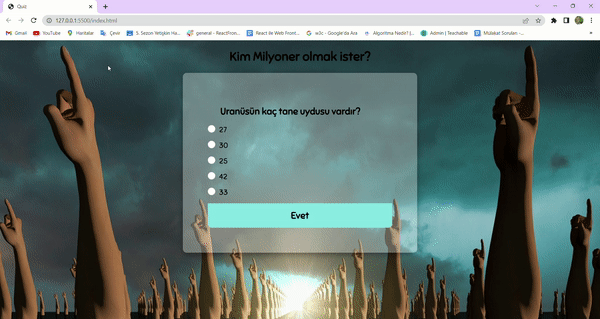 Quiz
127.0.0.1:5500/index.html
Gmail
YouTube
Haritalar
Çevir
5. Sezon Yetişkin Ha...
general - ReactFron...
React ile Web Front...
w3c - Google'da Ara
Algoritma Nedir? |...
Admin | Teachable
Mülakat Soruları -...
Kim Milyoner olmak ister?
Uranüsün kaç tane uydusu vardır?
27
30
25
42
33
Evet